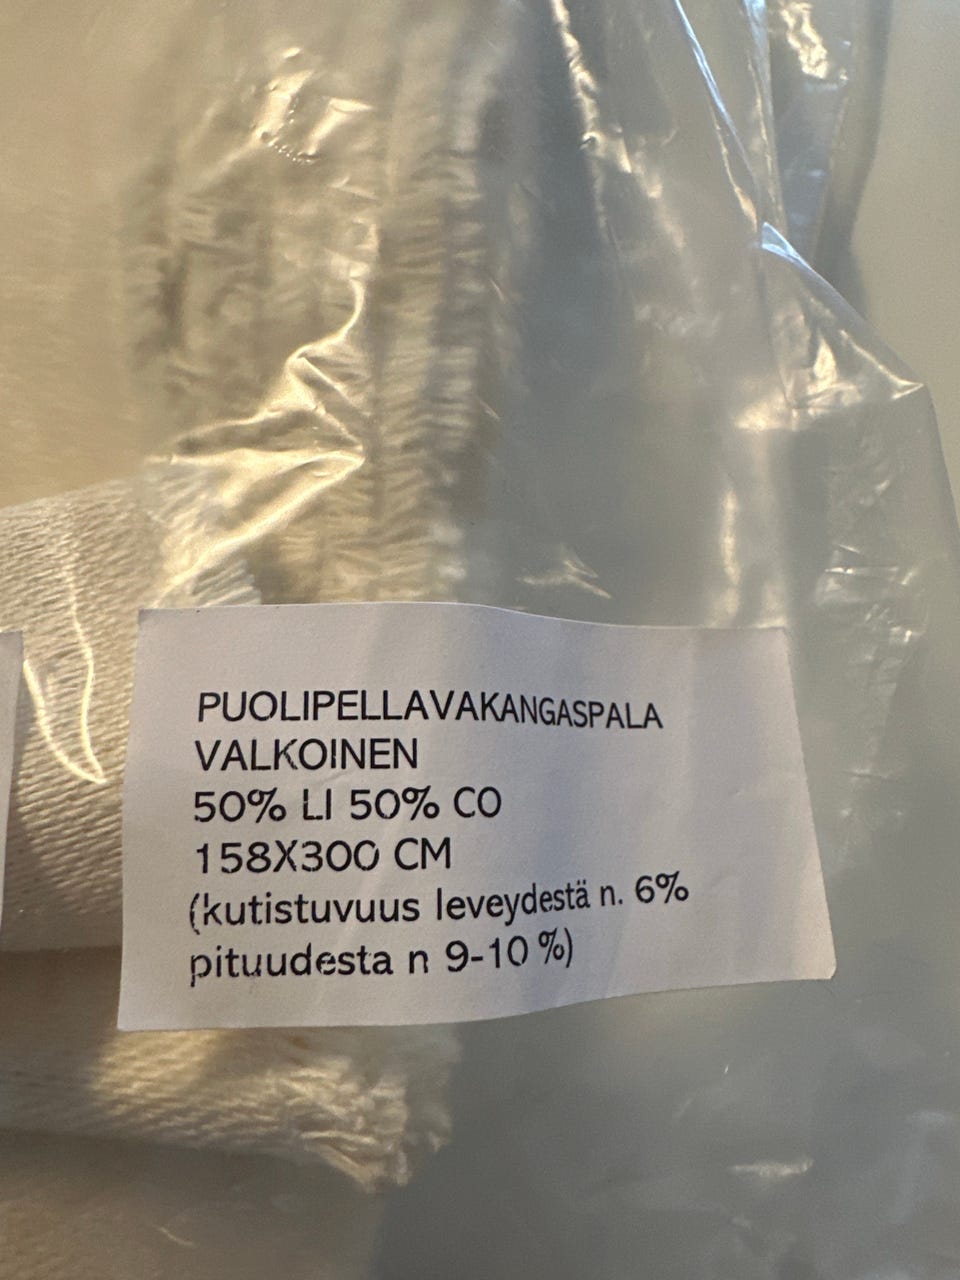 PUOLIPELLAVAKANGASPALA
VALKOINEN
50% LI 50% CO
158X300 CM
(kutistuvuus leveydestä n. 6%
pituudesta n 9-10 %)